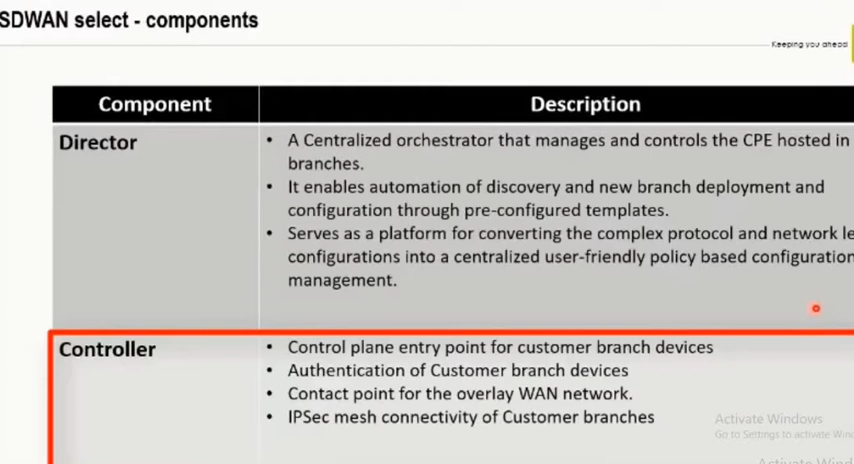 SDWAN select - components
Keeping you ahead
Component Description
Director
• A Centralized orchestrator that manages and controls the CPE hosted in
branches.
• It enables automation of discovery and new branch deployment and
configuration through pre-configured templates.
• Serves as a platform for converting the complex protocol and network
configurations into a centralized user-friendly policy based configuration
management.
Controller
• Control plane entry point for customer branch devices
• Authentication of Customer branch devices
• Contact point for the overlay WAN network.
• IPSec mesh connectivity of Customer branches
Activate Windows
Go to Settings to activate
Activate